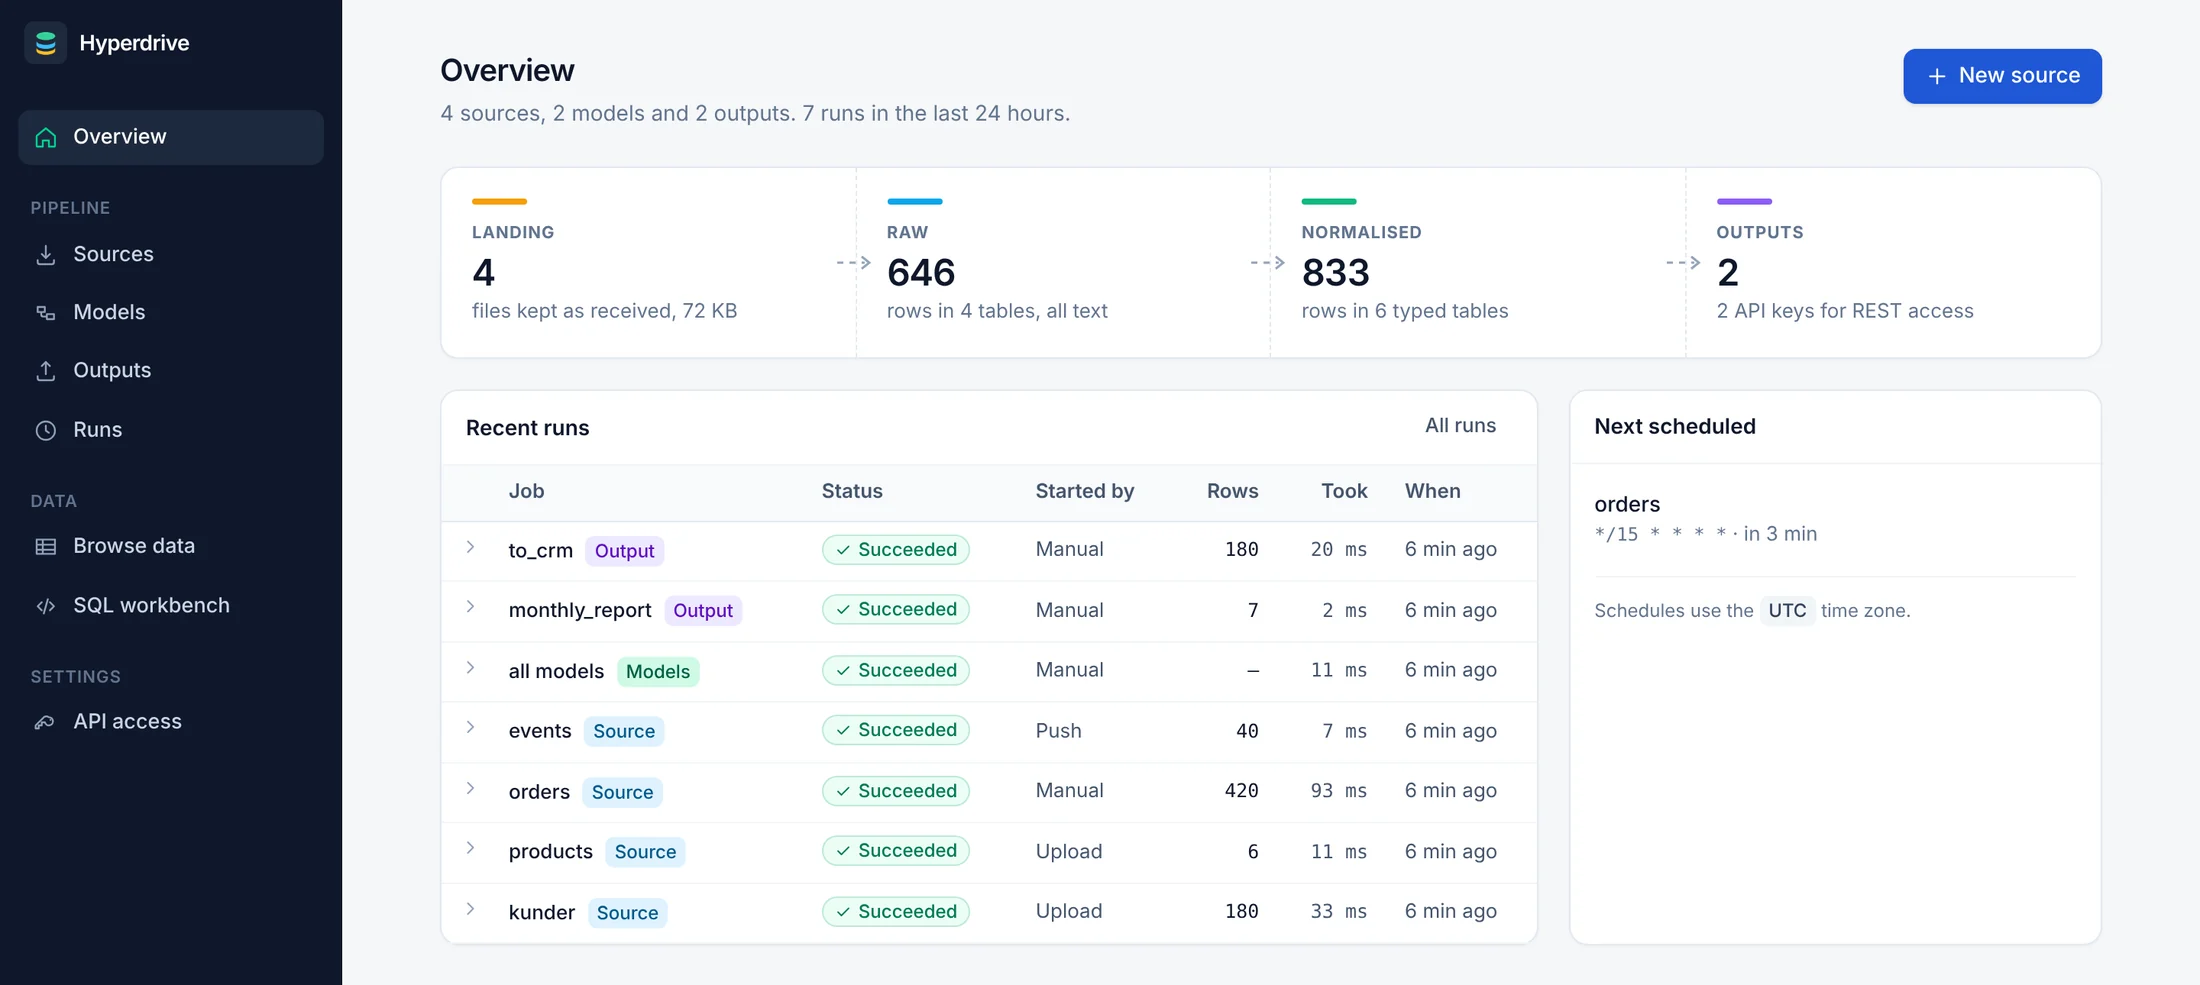 Hyperdrive
Overview
PIPELINE
Sources
Models
Outputs
Runs
DATA
Browse data
SQL workbench
SETTINGS
API access
Overview
4 sources, 2 models and 2 outputs. 7 runs in the last 24 hours.
+ New source
LANDING
4
files kept as received, 72 KB
RAW
646
rows in 4 tables, all text
NORMALISED
833
rows in 6 typed tables
OUTPUTS
2
2 API keys for REST access
Recent runs All runs
Job Status Started by Rows Took When
to_crm Output Succeeded Manual 180 20 ms 6 min ago
monthly_report Output Succeeded Manual 7 2 ms 6 min ago
all models Models Succeeded Manual – 11 ms 6 min ago
events Source Succeeded Push 40 7 ms 6 min ago
orders Source Succeeded Manual 420 93 ms 6 min ago
products Source Succeeded Upload 6 11 ms 6 min ago
kunder Source Succeeded Upload 180 33 ms 6 min ago
Next scheduled
orders
*/15 * * * * · in 3 min
Schedules use the UTC time zone.